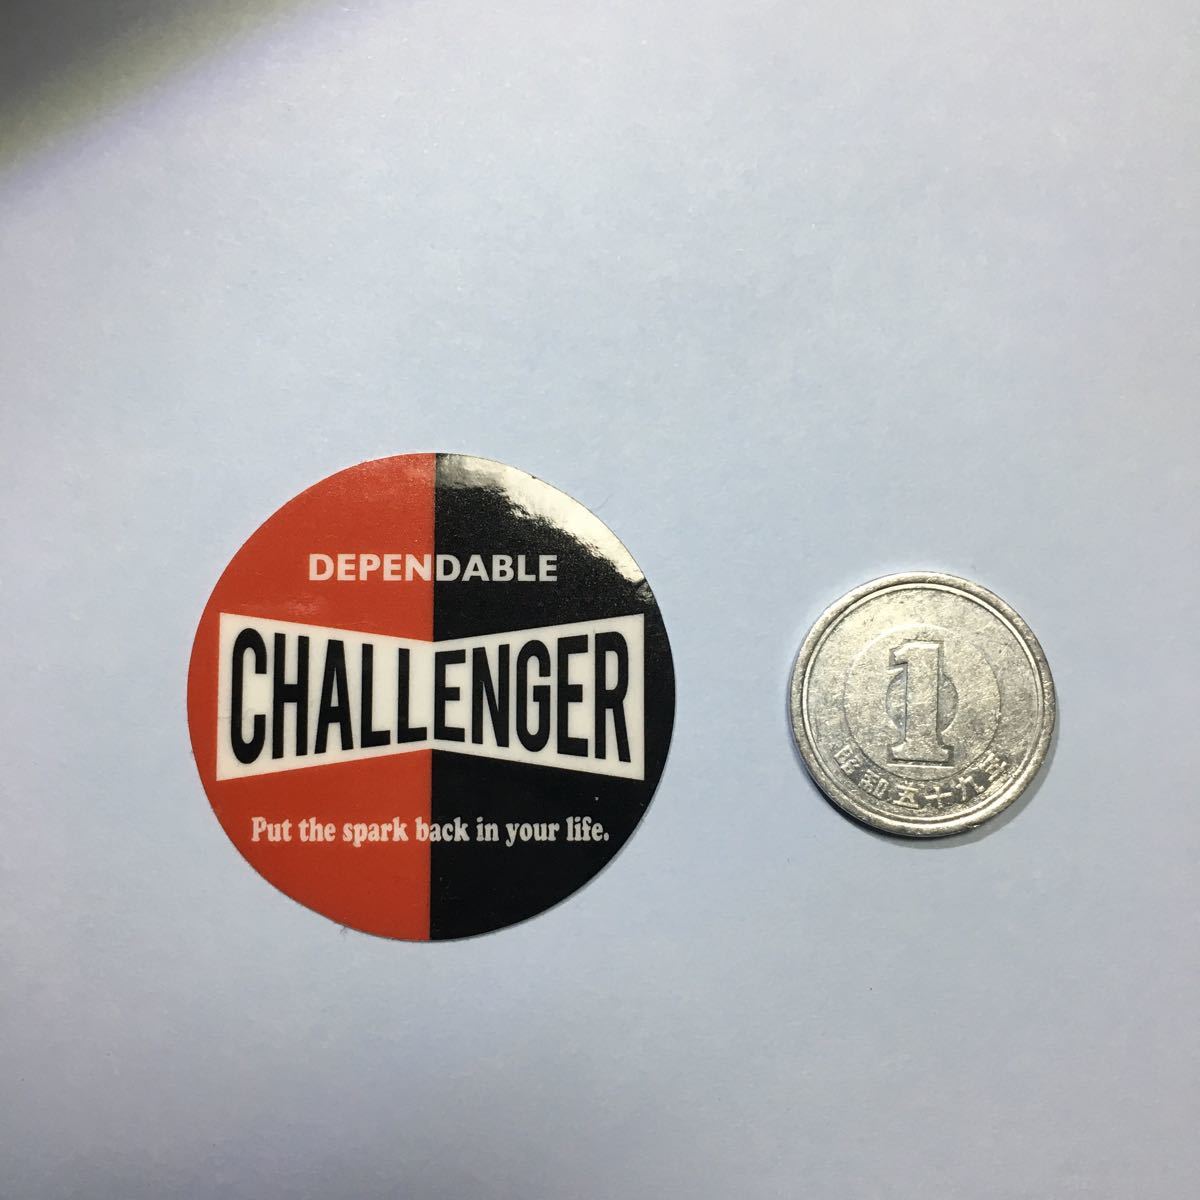 DEPENDABLE
CHALLENGER
Put the spark back in your life.
1
昭和五十九年